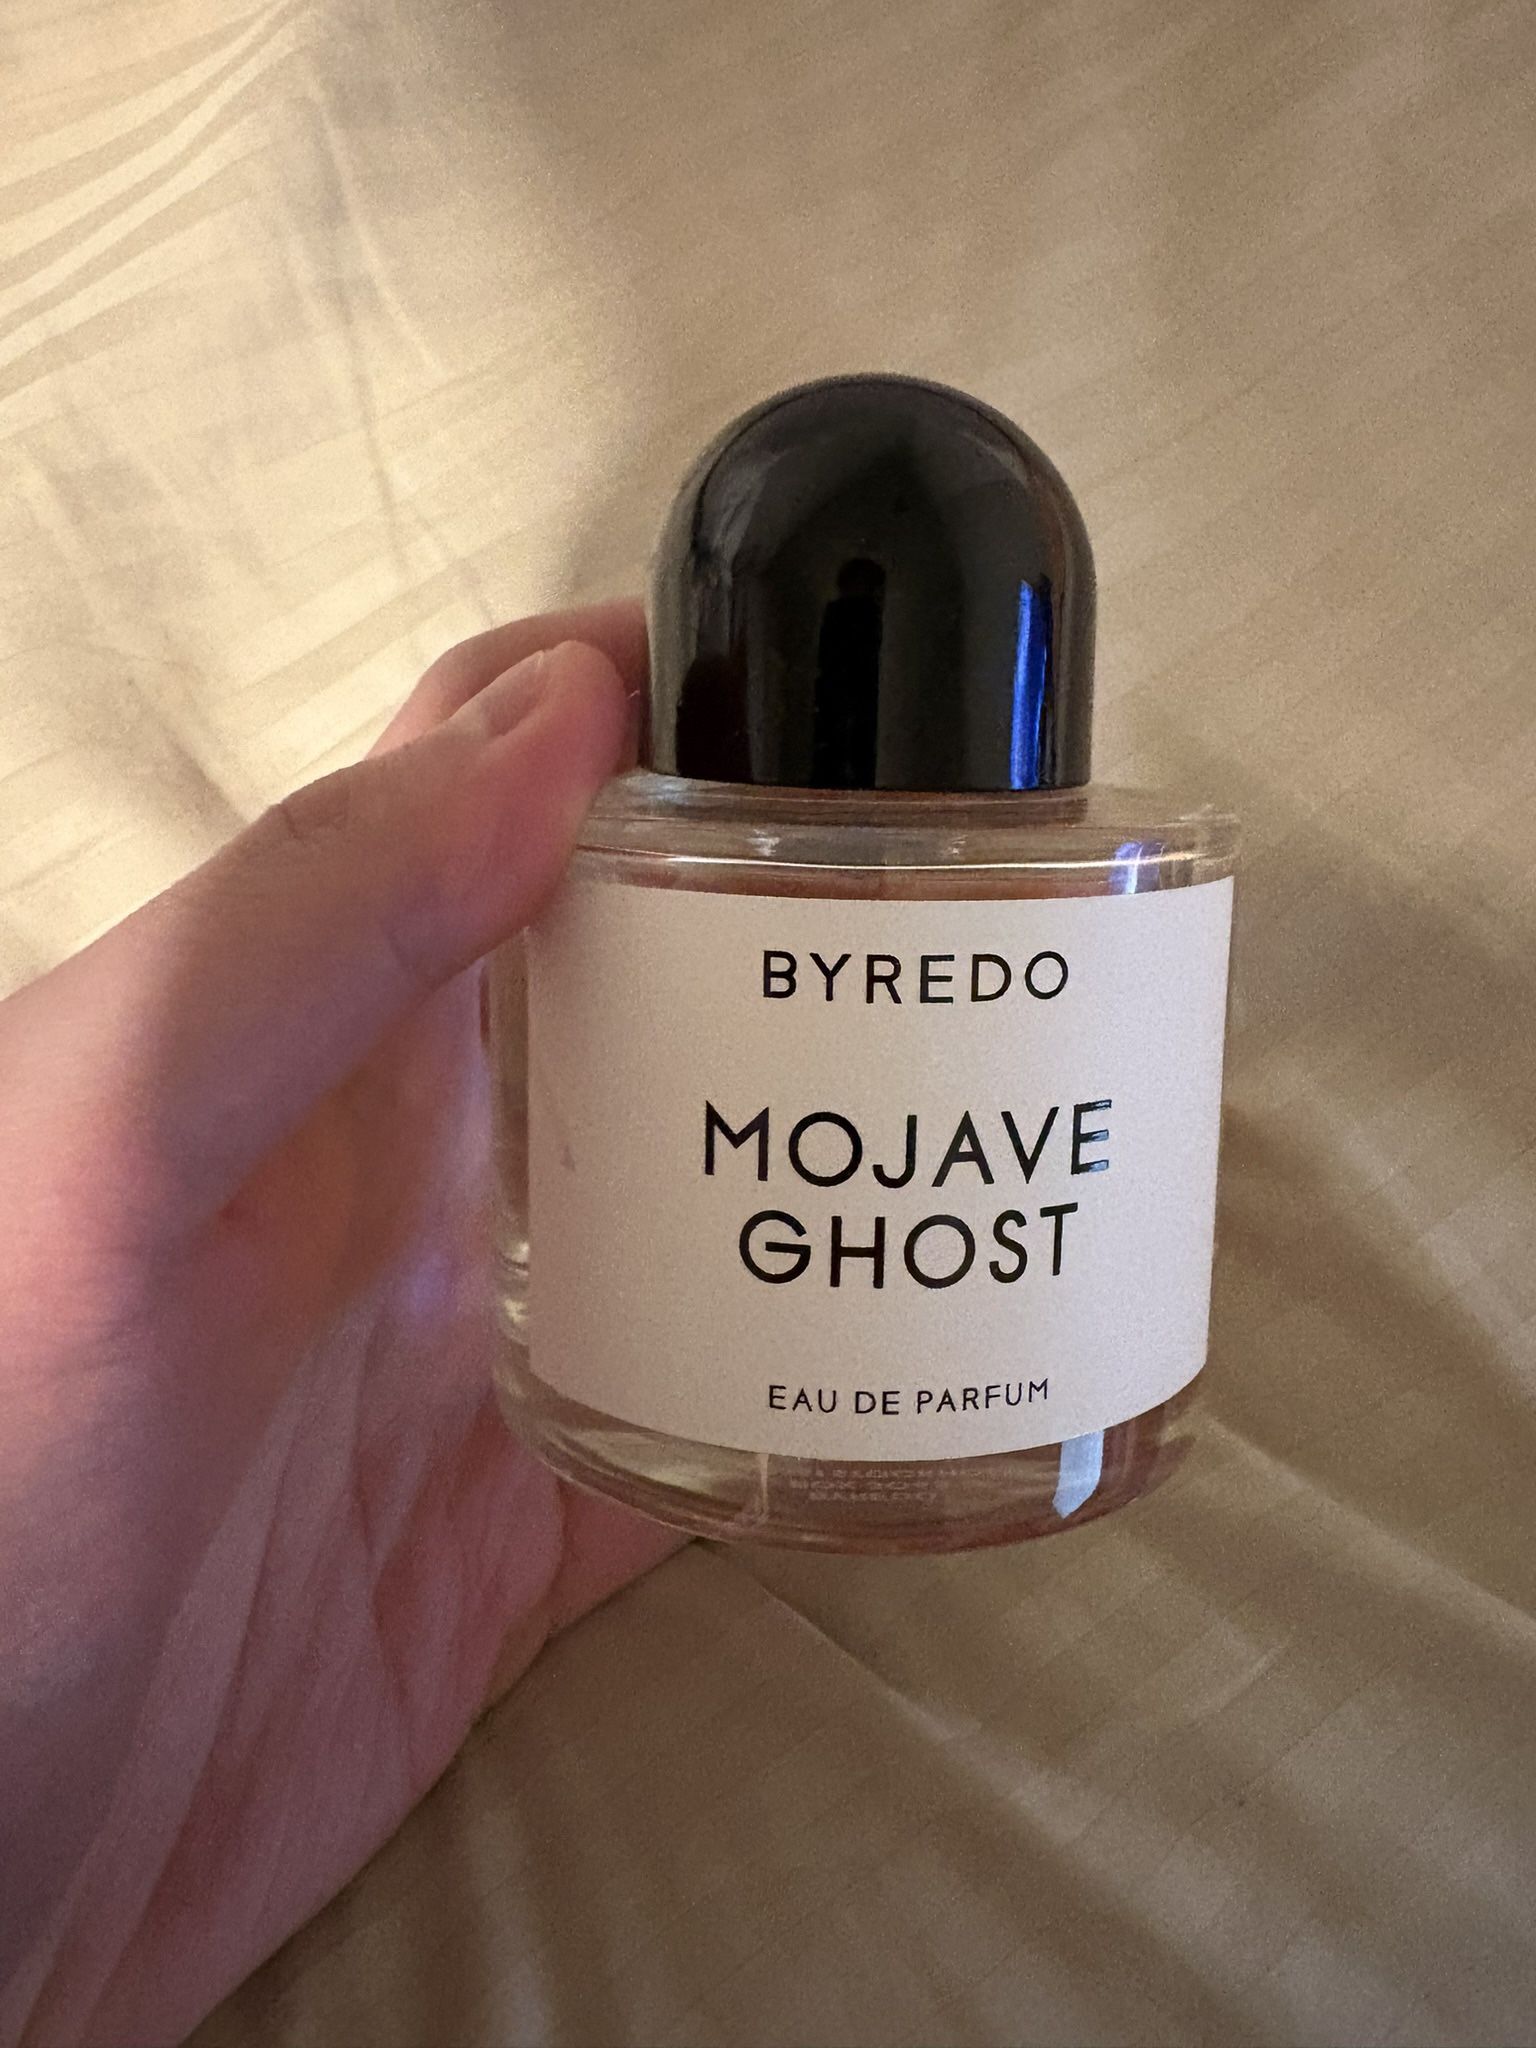 BYREDO
MOJAVE
GHOST
EAU DE PARFUM